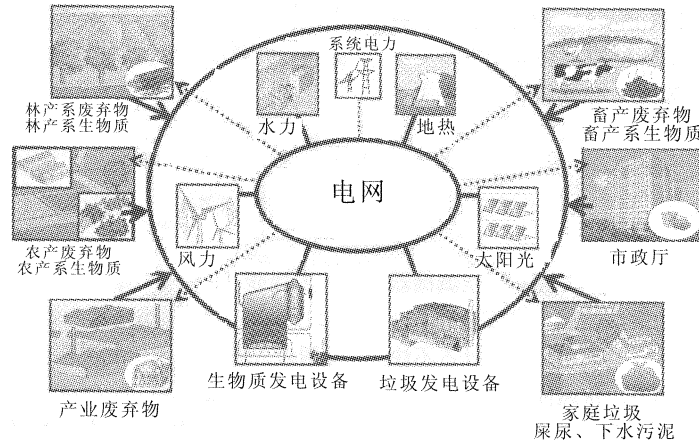 系统电力
水力
地热
林产系废弃物
林产系生物质
畜产废弃物
畜产系生物质
电网
农产废弃物
农产系生物质
风力
太阳光
市政厅
产业废弃物
生物质发电设备
垃圾发电设备
家庭垃圾
屎尿、下水污泥